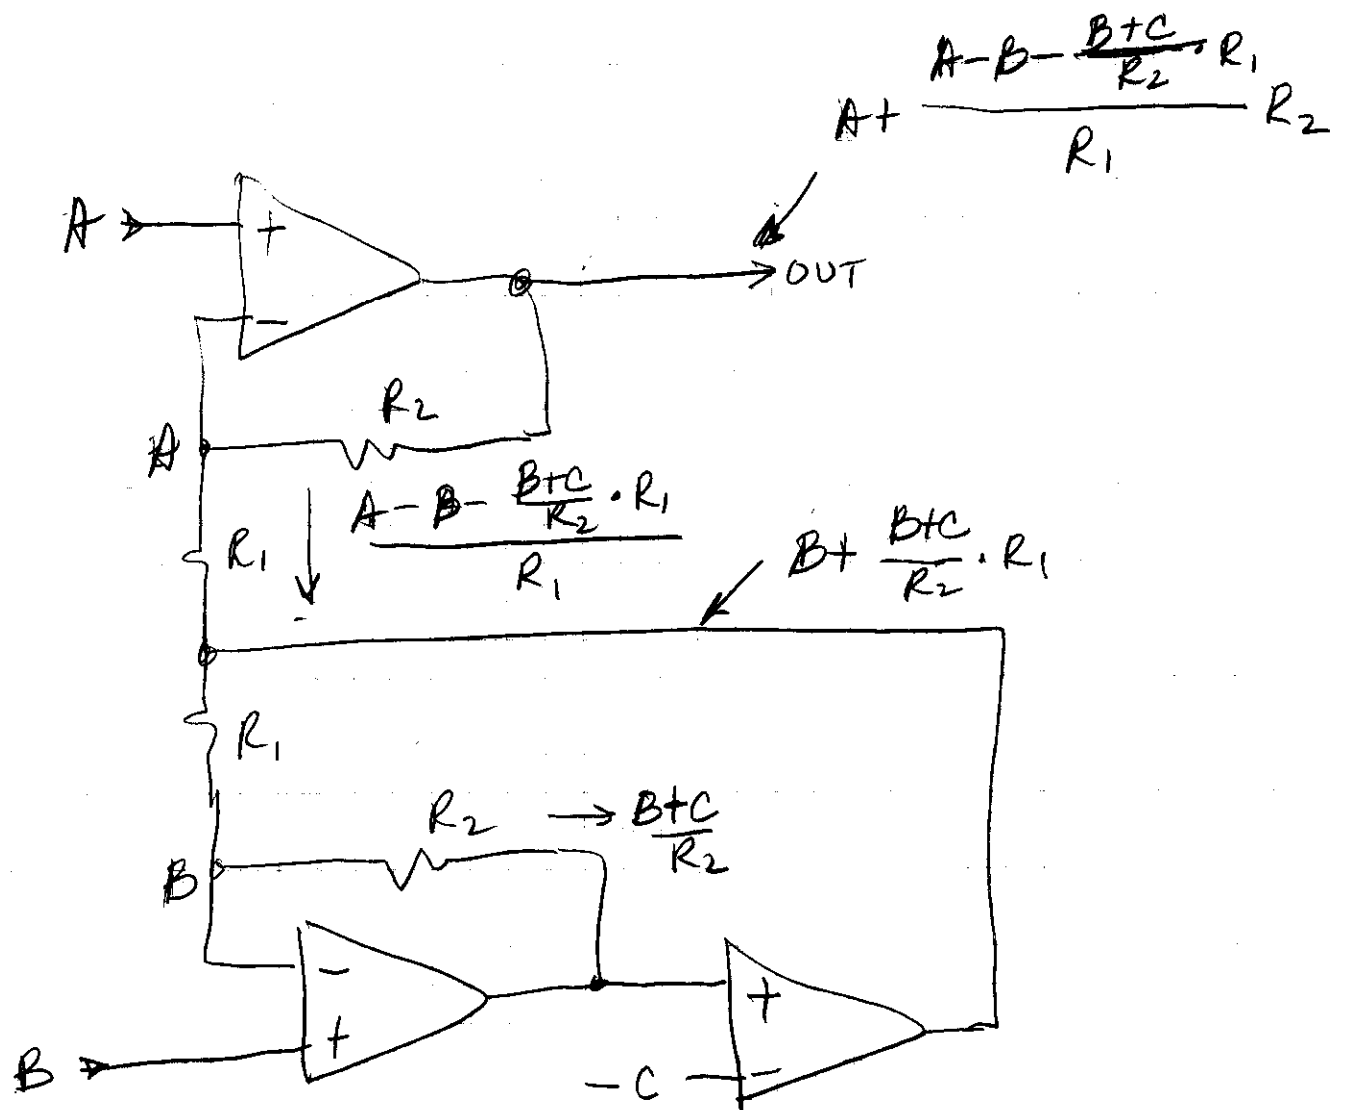 B+C
A-B- ― · R₁
R₂
A+ ― R₂
R₁
A
+
OUT
-
R₂
A
B+C
A-B- ― · R₁
R₂
R₁
R₁
B+C
B+ ― · R₁
R₂
R₁
R₂ → B+C
R₂
B
-
+
+
B
-C -